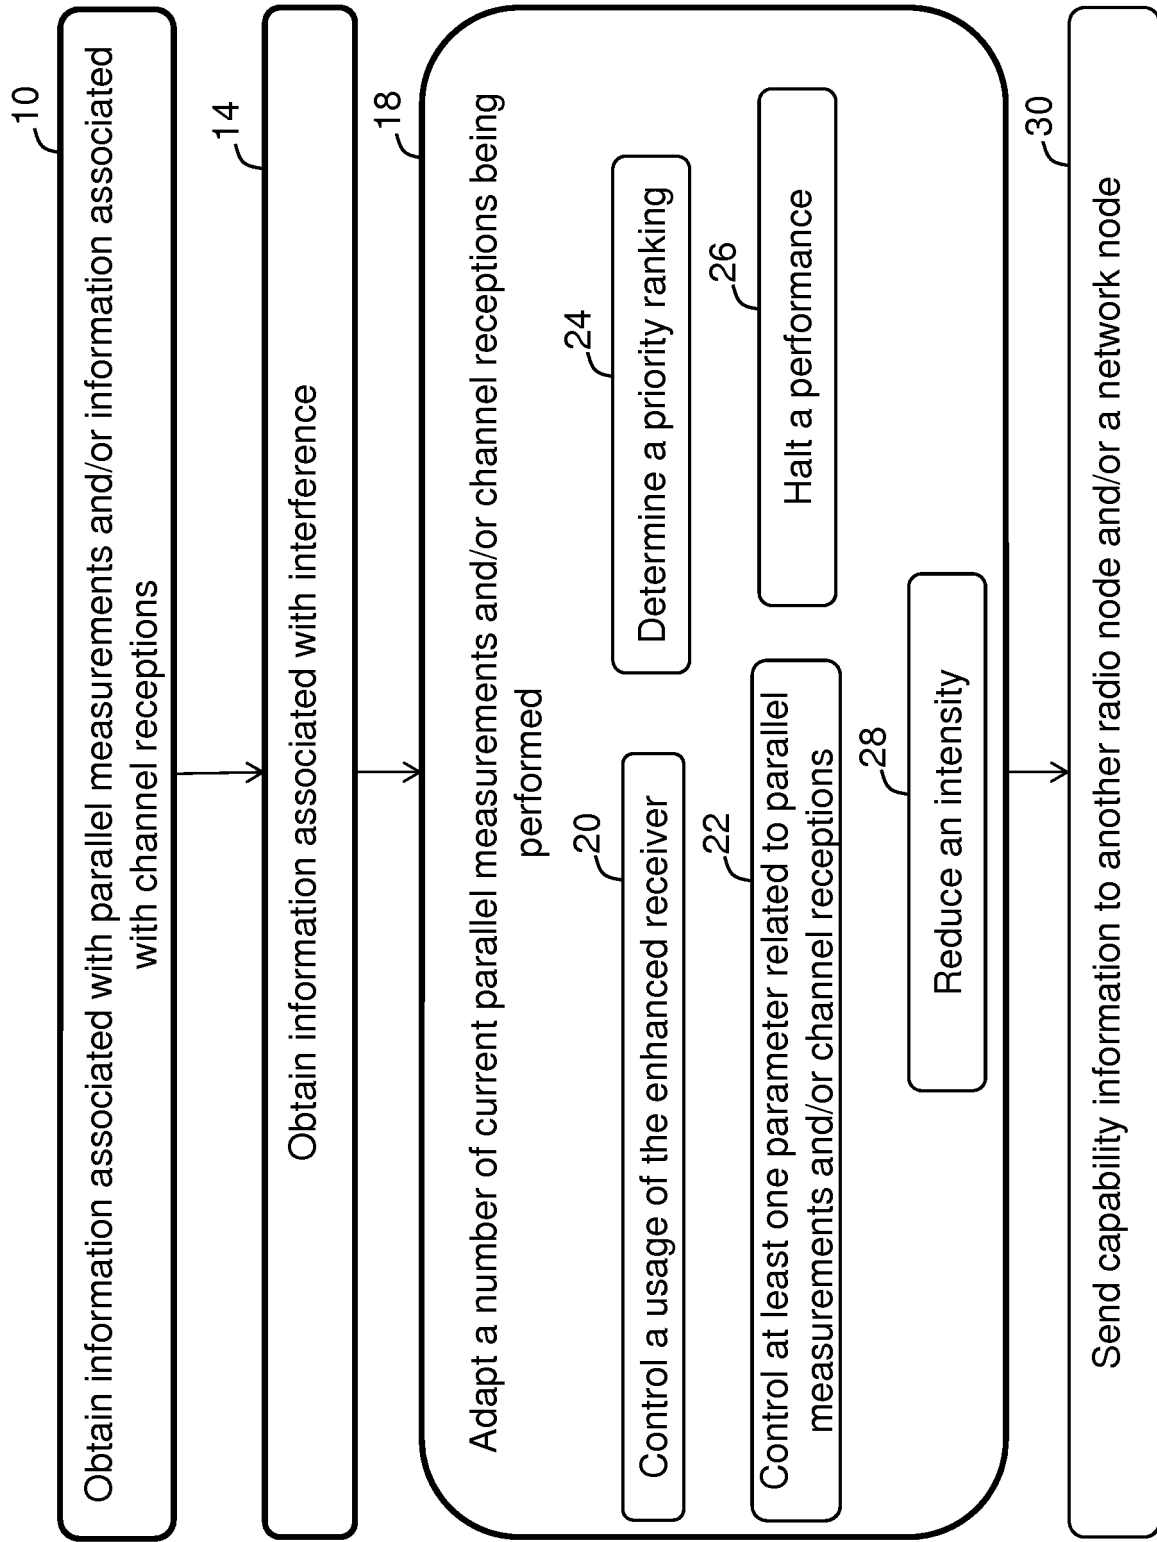 10
Obtain information associated with parallel measurements and/or information associated
with channel receptions
14
Obtain information associated with interference
18
Adapt a number of current parallel measurements and/or channel receptions being
performed
20
Control a usage of the enhanced receiver
24
Determine a priority ranking
22
Control at least one parameter related to parallel
measurements and/or channel receptions
26
Halt a performance
28
Reduce an intensity
30
Send capability information to another radio node and/or a network node